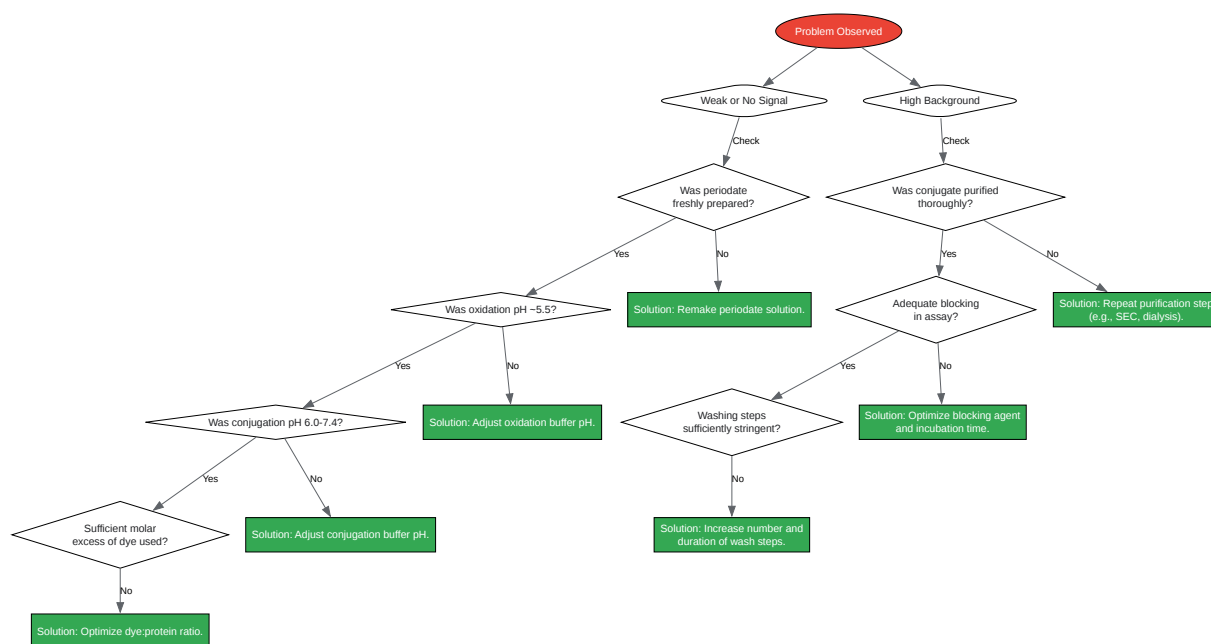 Problem Observed
Weak or No Signal
High Background
Check
Check
Was periodate
freshly prepared?
Was conjugate purified
thoroughly?
Yes
No
Yes
No
Was oxidation pH ~5.5?
Solution: Remake periodate solution.
Adequate blocking
in assay?
Solution: Repeat purification step
(e.g., SEC, dialysis).
Yes
No
Yes
No
Was conjugation pH 6.0-7.4?
Solution: Adjust oxidation buffer pH.
Washing steps
sufficiently stringent?
Solution: Optimize blocking agent
and incubation time.
Yes
No
No
Sufficient molar
excess of dye used?
Solution: Adjust conjugation buffer pH.
Solution: Increase number and
duration of wash steps.
No
Solution: Optimize dye:protein ratio.